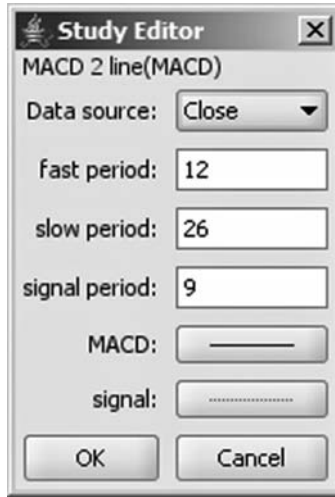 Study Editor
MACD 2 line(MACD)
Data source: Close
fast period: 12
slow period: 26
signal period: 9
MACD:
signal:
OK Cancel